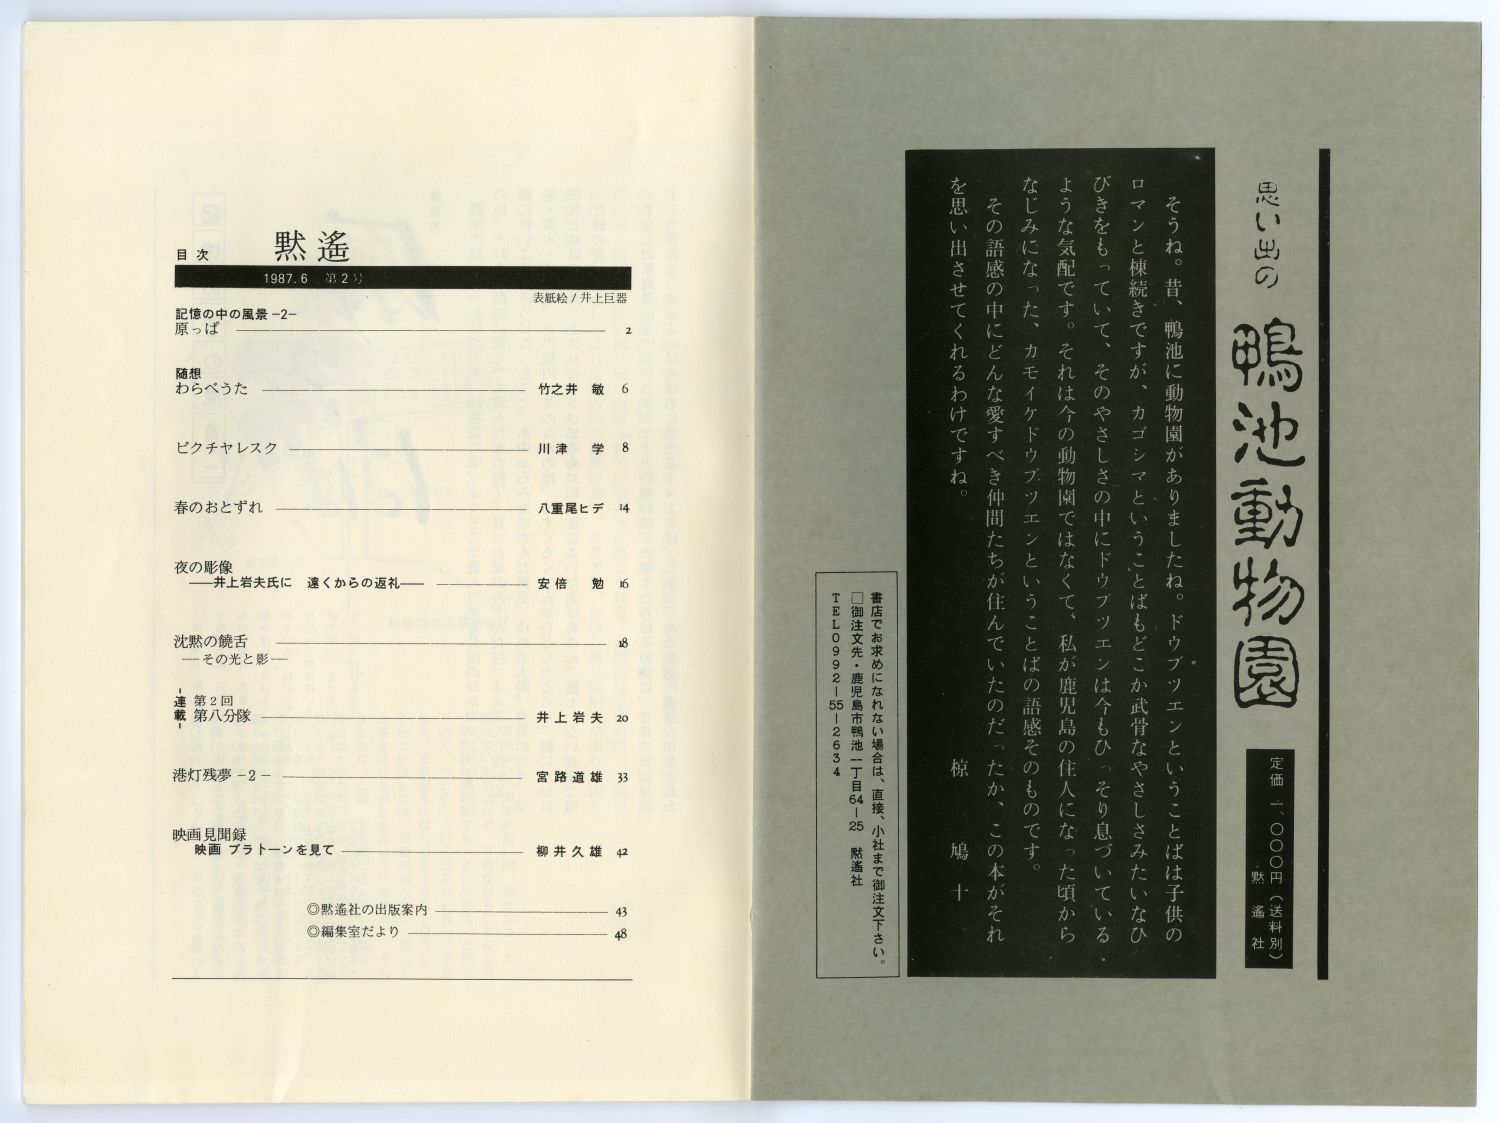 思い出の
鴨池動物園
定価 一、〇〇〇円（送料別）
黙遙社
そうね。昔、鴨池に動物園がありましたね。ドウブツエンということばは子供の
ロマンと棟続きですが、カゴシマということばもどこか武骨なやさしさみたいなひ
びきをもっていて、そのやさしさの中にドウブツエンは今もひっそり息づいている・
ような気配です。それは今の動物園ではなくて、私が鹿児島の住人になった頃から
なじみになった、カモイケドウブツエンということばの語感そのものです。
その語感の中にどんな愛すべき仲間たちが住んでいたのだったか、この本がそれ
を思い出させてくれるわけですね。
椋 鳩十
書店でお求めになれない場合は、直接、小社まで御注文下さい。
□御注文先・鹿児島市鴨池一丁目64―25 黙遙社
TEL0992―55―2634
目次 黙遙
1987.6 第2号
表紙絵/井上巨器
記憶の中の風景-2-
原っぱ 2
随想
わらべうた 竹之井 敏 6
ピクチヤレスク 川津 学 8
春のおとずれ 八重尾ヒデ 14
夜の彫像
――井上岩夫氏に 遠くからの返礼―― 安倍 勉 16
沈黙の饒舌 18
―その光と影―
-連載- 第2回
第八分隊 井上岩夫 20
港灯残夢-2- 宮路道雄 33
映画見聞録
映画 プラトーンを見て 柳井久雄 42
◎黙遙社の出版案内 43
◎編集室だより 48